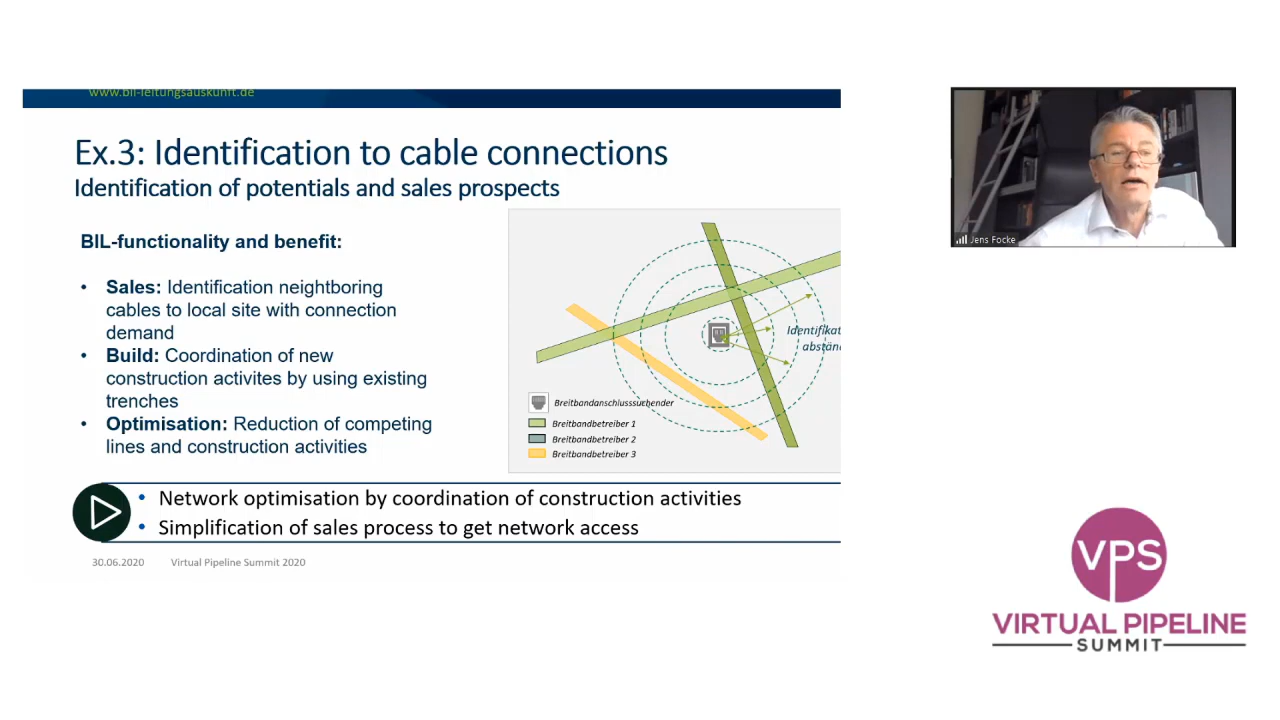 www.bil-leitungsauskunft.de
Ex.3: Identification to cable connections
Identification of potentials and sales prospects
BIL-functionality and benefit:
• Sales: Identification neightboring
cables to local site with connection
demand
• Build: Coordination of new
construction activites by using existing
trenches
• Optimisation: Reduction of competing
lines and construction activities
Breitbandanschlusssuchender
Breitbandbetreiber 1
Breitbandbetreiber 2
Breitbandbetreiber 3
• Network optimisation by coordination of construction activities
• Simplification of sales process to get network access
30.06.2020 Virtual Pipeline Summit 2020
Jens Focke
VPS
VIRTUAL PIPELINE
SUMMIT